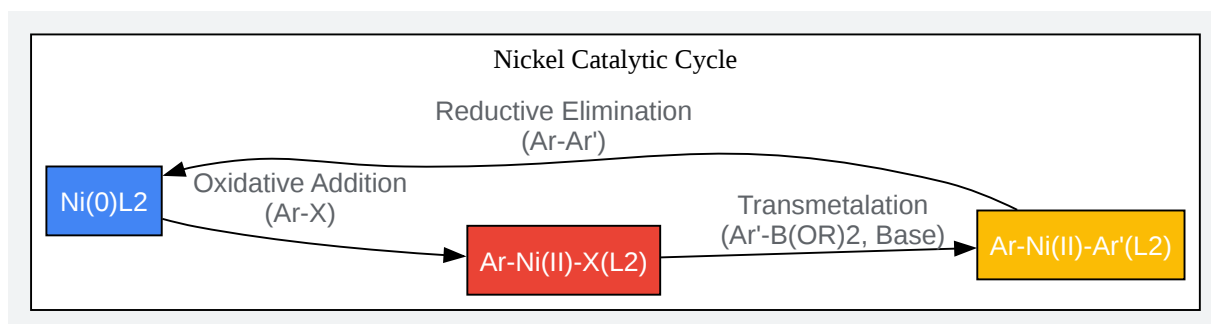 Nickel Catalytic Cycle
Reductive Elimination
(Ar-Ar')
Ni(0)L2
Oxidative Addition
(Ar-X)
Ar-Ni(II)-X(L2)
Transmetalation
(Ar'-B(OR)2, Base)
Ar-Ni(II)-Ar'(L2)